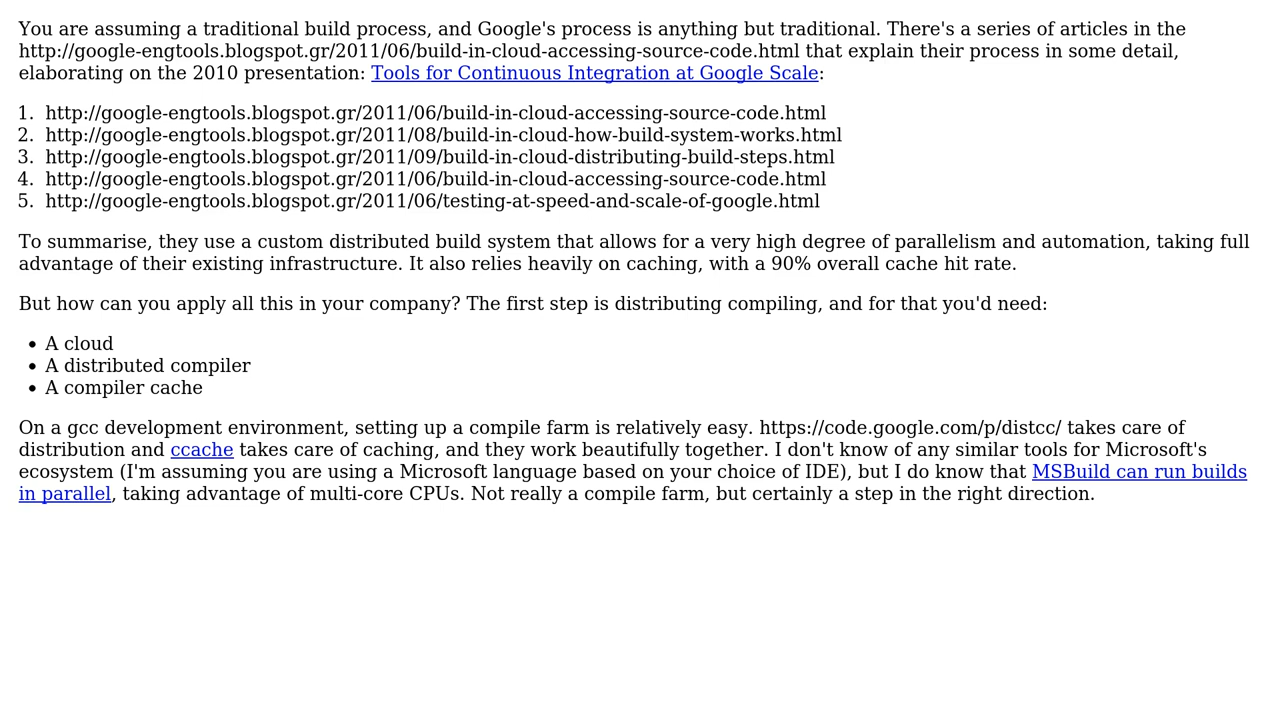 You are assuming a traditional build process, and Google's process is anything but traditional. There's a series of articles in the
http://google-engtools.blogspot.gr/2011/06/build-in-cloud-accessing-source-code.html that explain their process in some detail,
elaborating on the 2010 presentation: Tools for Continuous Integration at Google Scale:
1. http://google-engtools.blogspot.gr/2011/06/build-in-cloud-accessing-source-code.html
2. http://google-engtools.blogspot.gr/2011/08/build-in-cloud-how-build-system-works.html
3. http://google-engtools.blogspot.gr/2011/09/build-in-cloud-distributing-build-steps.html
4. http://google-engtools.blogspot.gr/2011/06/build-in-cloud-accessing-source-code.html
5. http://google-engtools.blogspot.gr/2011/06/testing-at-speed-and-scale-of-google.html
To summarise, they use a custom distributed build system that allows for a very high degree of parallelism and automation, taking full
advantage of their existing infrastructure. It also relies heavily on caching, with a 90% overall cache hit rate.
But how can you apply all this in your company? The first step is distributing compiling, and for that you'd need:
• A cloud
• A distributed compiler
• A compiler cache
On a gcc development environment, setting up a compile farm is relatively easy. https://code.google.com/p/distcc/ takes care of
distribution and ccache takes care of caching, and they work beautifully together. I don't know of any similar tools for Microsoft's
ecosystem (I'm assuming you are using a Microsoft language based on your choice of IDE), but I do know that MSBuild can run builds
in parallel, taking advantage of multi-core CPUs. Not really a compile farm, but certainly a step in the right direction.